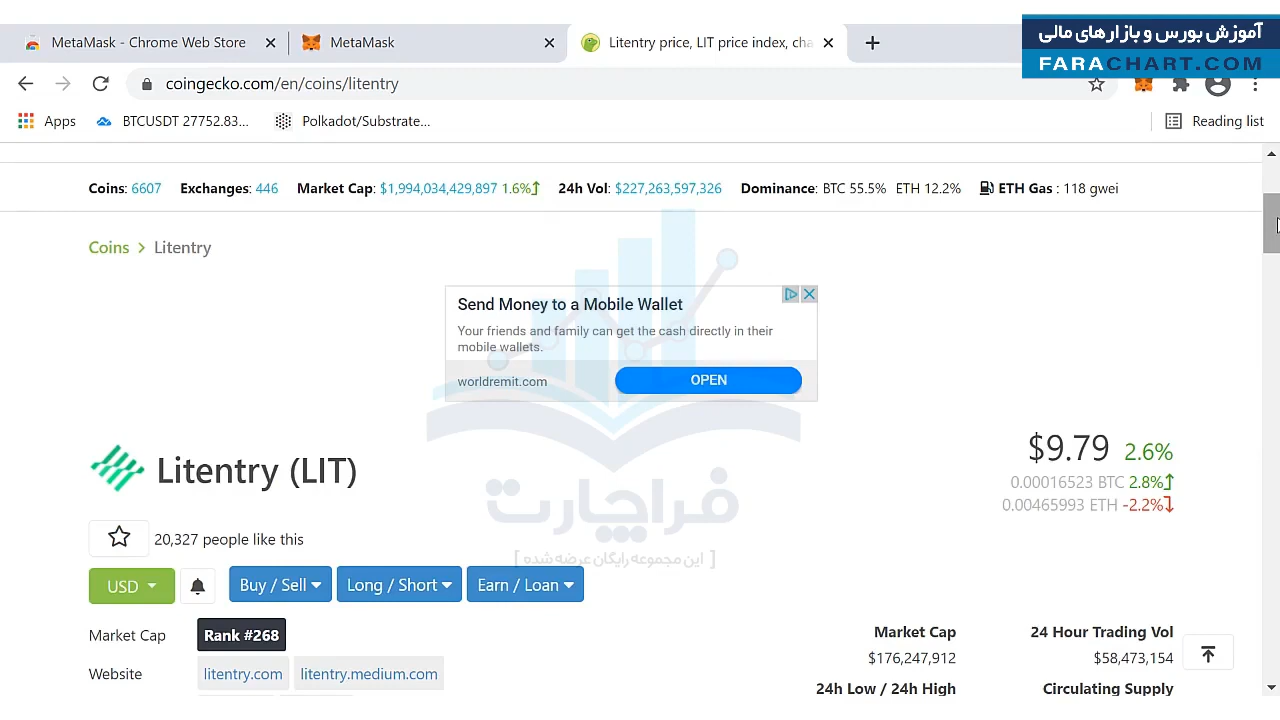 آموزش بورس و بازارهای مالی
FARACHART.COM
MetaMask - Chrome Web Store
MetaMask
Litentry price, LIT price index, cha
coingecko.com/en/coins/litentry
Apps
BTCUSDT 27752.83...
Polkadot/Substrate...
Reading list
Coins: 6607 Exchanges: 446 Market Cap: $1,994,034,429,897 1.6% 24h Vol: $227,263,597,326 Dominance: BTC 55.5% ETH 12.2% ETH Gas : 118 gwei
Coins > Litentry
Send Money to a Mobile Wallet
Your friends and family can get the cash directly in their
mobile wallets.
worldremit.com
OPEN
Litentry (LIT)
$9.79 2.6%
0.00016523 BTC 2.8%
0.00465993 ETH -2.2%
فراچارت
[ این مجموعه رایگان عرضه شده ]
20,327 people like this
USD
Buy / Sell
Long / Short
Earn / Loan
Market Cap Rank #268
Website litentry.com litentry.medium.com
Market Cap
$176,247,912
24 Hour Trading Vol
$58,473,154
24h Low / 24h High
Circulating Supply